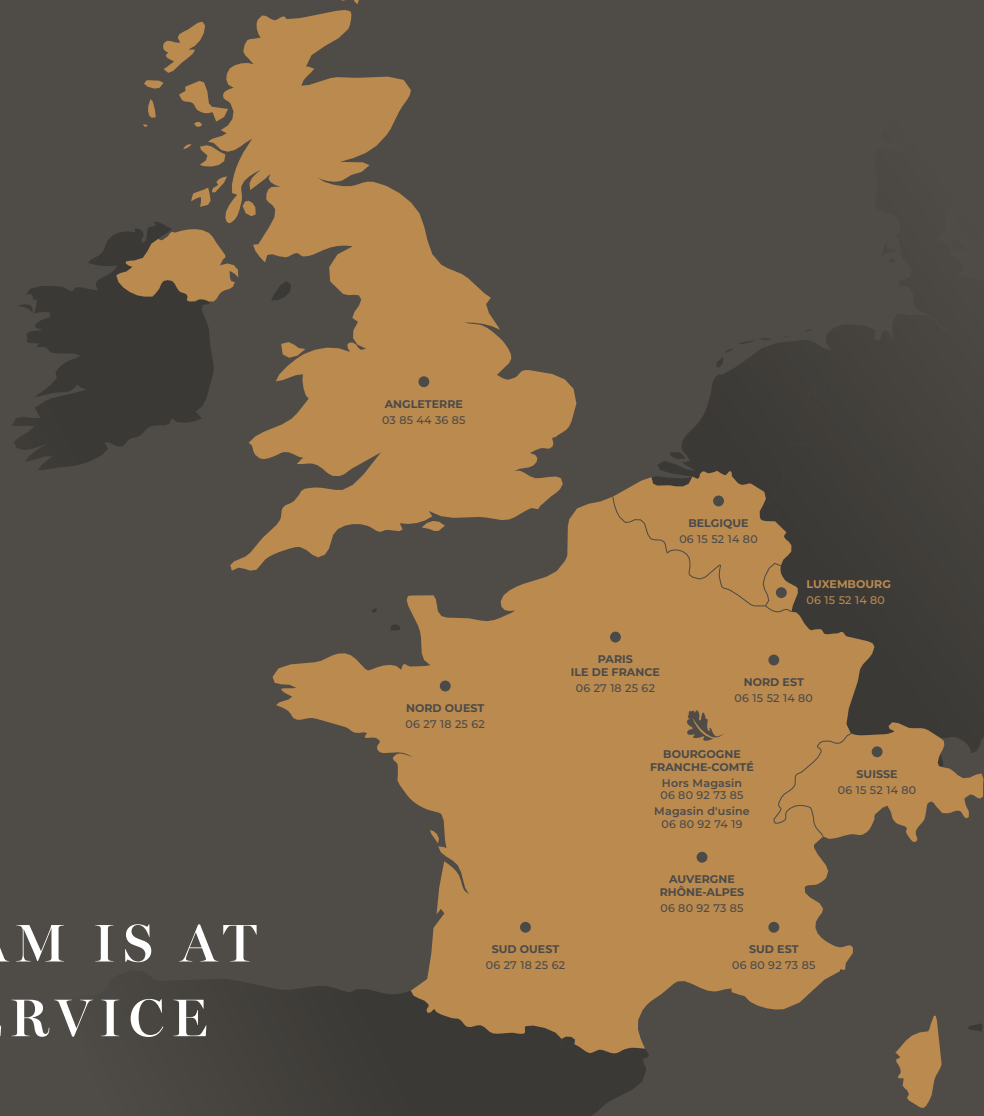 ANGLETERRE
03 85 44 36 85
BELGIQUE
06 15 52 14 80
LUXEMBOURG
06 15 52 14 80
PARIS
ILE DE FRANCE
06 27 18 25 62
NORD EST
06 15 52 14 80
NORD OUEST
06 27 18 25 62
BOURGOGNE
FRANCHE-COMTÉ
Hors Magasin
06 80 92 73 85
Magasin d'usine
06 80 92 74 19
SUISSE
06 15 52 14 80
AUVERGNE
RHÔNE-ALPES
06 80 92 73 85
SUD OUEST
06 27 18 25 62
SUD EST
06 80 92 73 85
AM IS AT
ERVICE